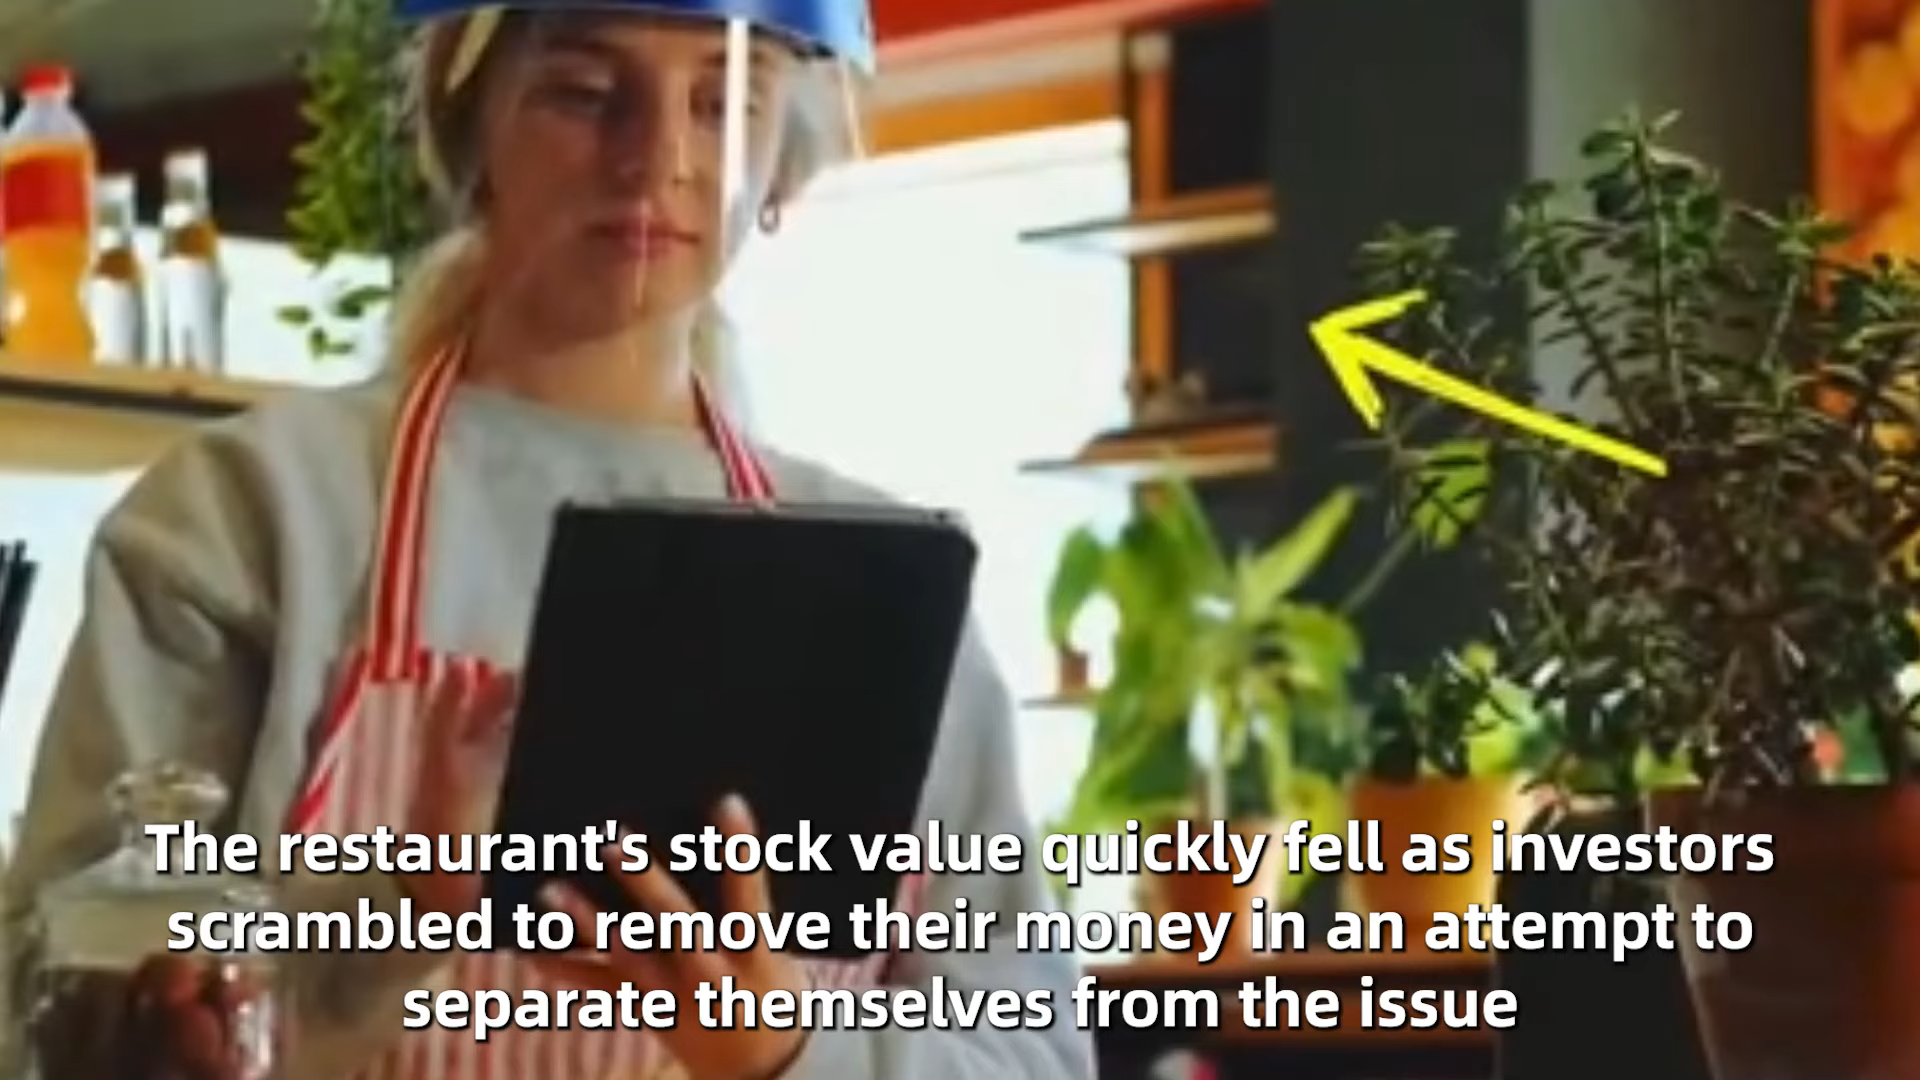 The restaurant's stock value quickly fell as investors
scrambled to remove their money in an attempt to
separate themselves from the issue